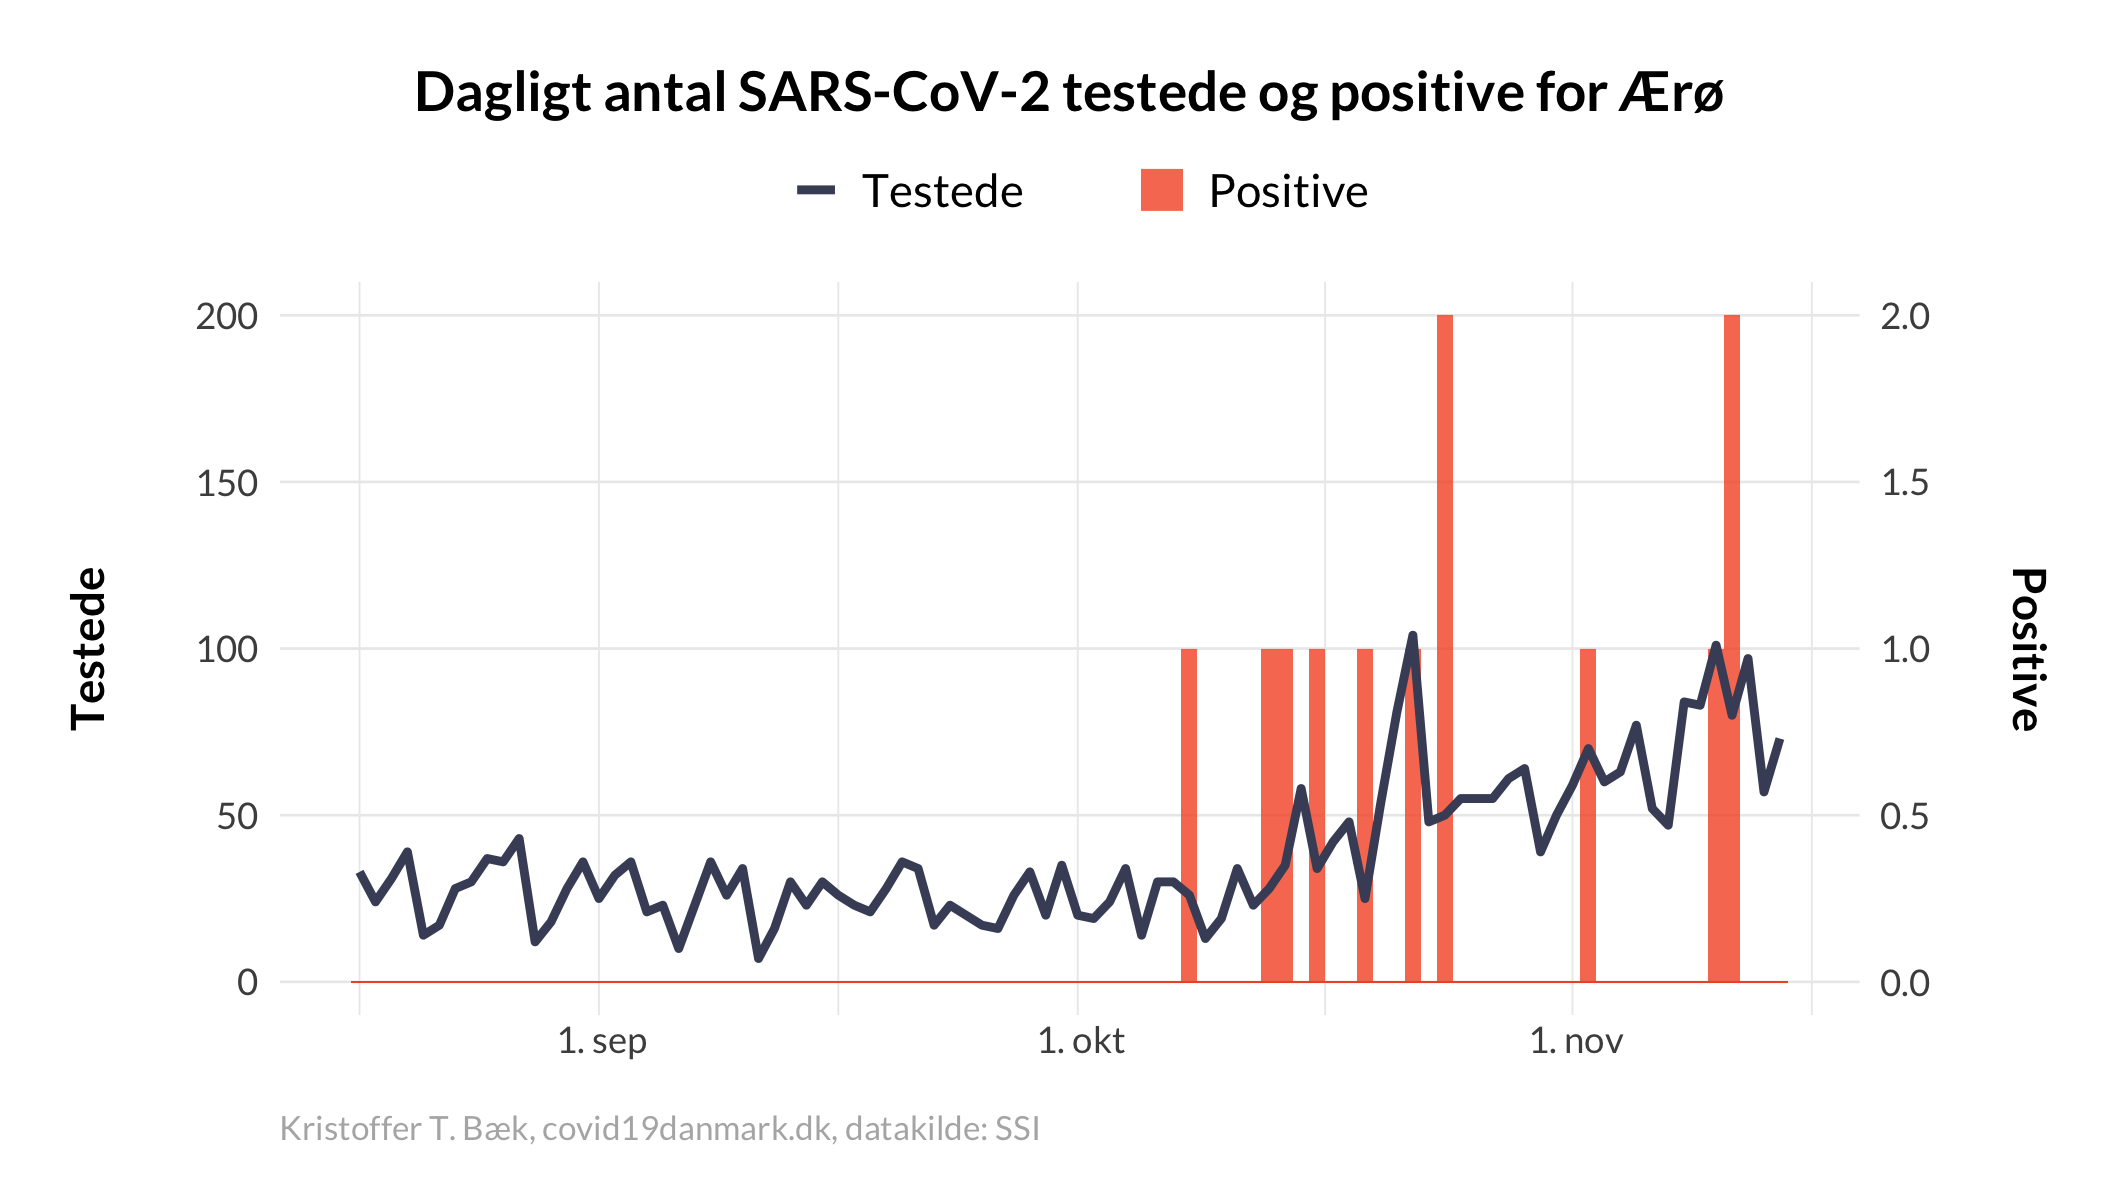 Dagligt antal SARS-CoV-2 testede og positive for Ærø
Testede
Positive
200
150
100
50
0
2.0
1.5
1.0
0.5
0.0
Testede
Positive
1. sep
1. okt
1. nov
Kristoffer T. Bæk, covid19danmark.dk, datakilde: SSI